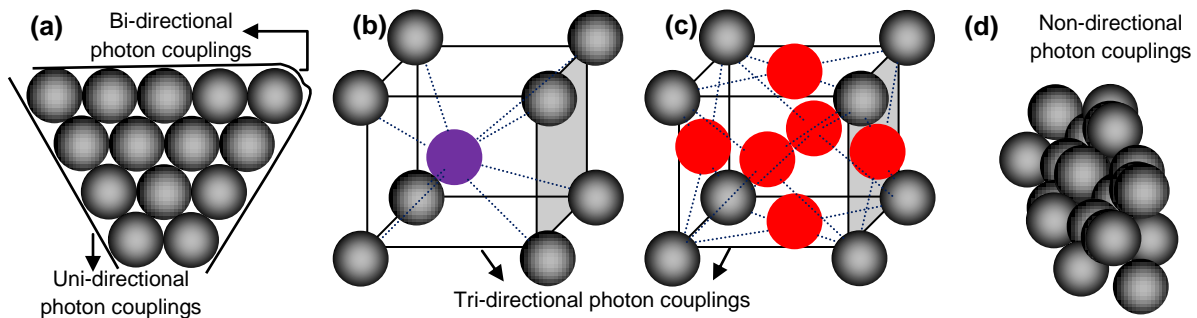 (a)
Bi-directional
photon couplings
Uni-directional
photon couplings
(b)
(c)
Tri-directional photon couplings
(d)
Non-directional
photon couplings